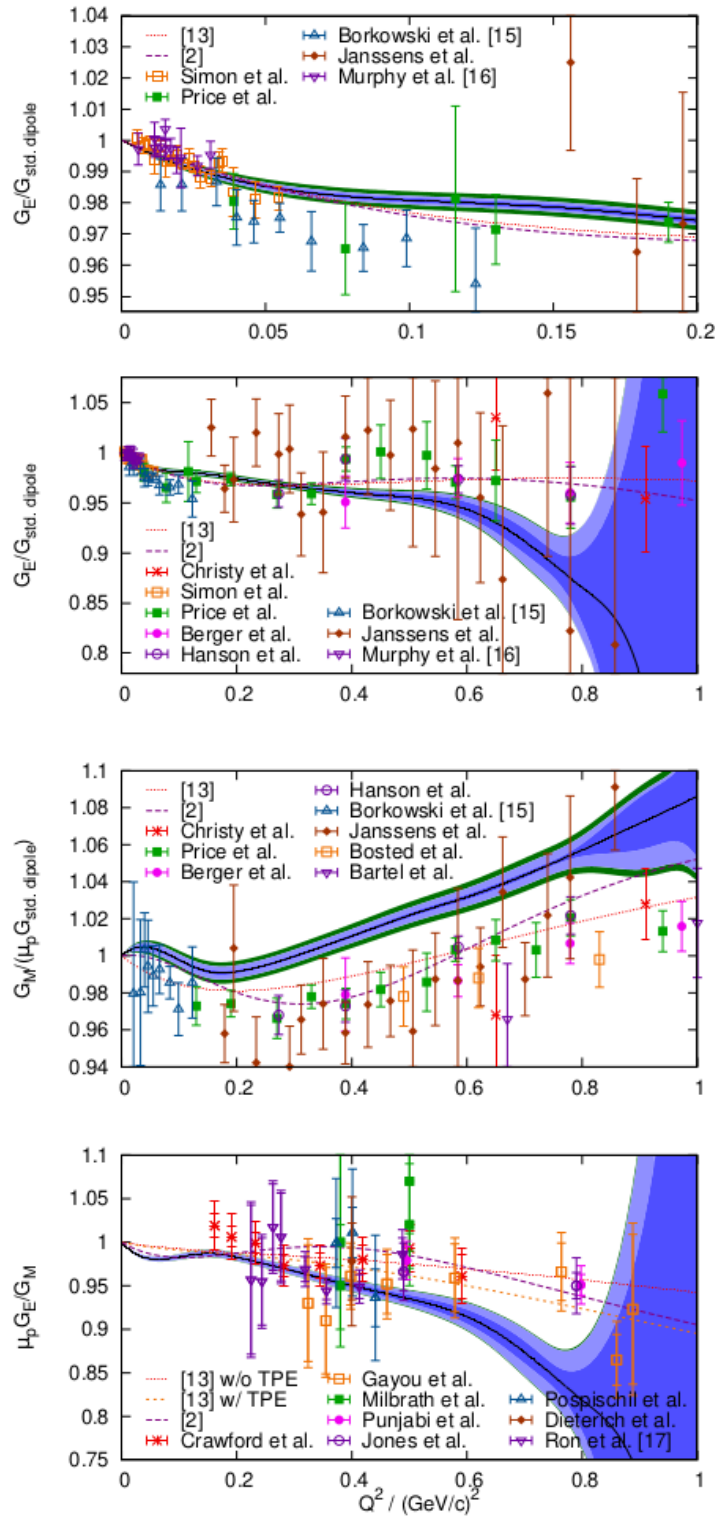 1.04
1.03
1.02
1.01
1
0.99
0.98
0.97
0.96
0.95
G_E/G_std. dipole
[13]
[2]
Simon et al.
Price et al.
Borkowski et al. [15]
Janssens et al.
Murphy et al. [16]
0 0.05 0.1 0.15 0.2
1.05
1
0.95
0.9
0.85
0.8
G_E/G_std. dipole
[13]
[2]
Christy et al.
Simon et al.
Price et al.
Berger et al.
Hanson et al.
Borkowski et al. [15]
Janssens et al.
Murphy et al. [16]
0 0.2 0.4 0.6 0.8 1
1.1
1.08
1.06
1.04
1.02
1
0.98
0.96
0.94
G_M/(μ_p G_std. dipole)
[13]
[2]
Christy et al.
Price et al.
Berger et al.
Hanson et al.
Borkowski et al. [15]
Janssens et al.
Bosted et al.
Bartel et al.
0 0.2 0.4 0.6 0.8 1
1.1
1.05
1
0.95
0.9
0.85
0.8
0.75
μ_p G_E/G_M
[13] w/o TPE
[13] w/ TPE
[2]
Crawford et al.
Gayou et al.
Milbrath et al.
Punjabi et al.
Jones et al.
Pospischil et al.
Dieterich et al.
Ron et al. [17]
0 0.2 0.4 0.6 0.8 1
Q² / (GeV/c)²